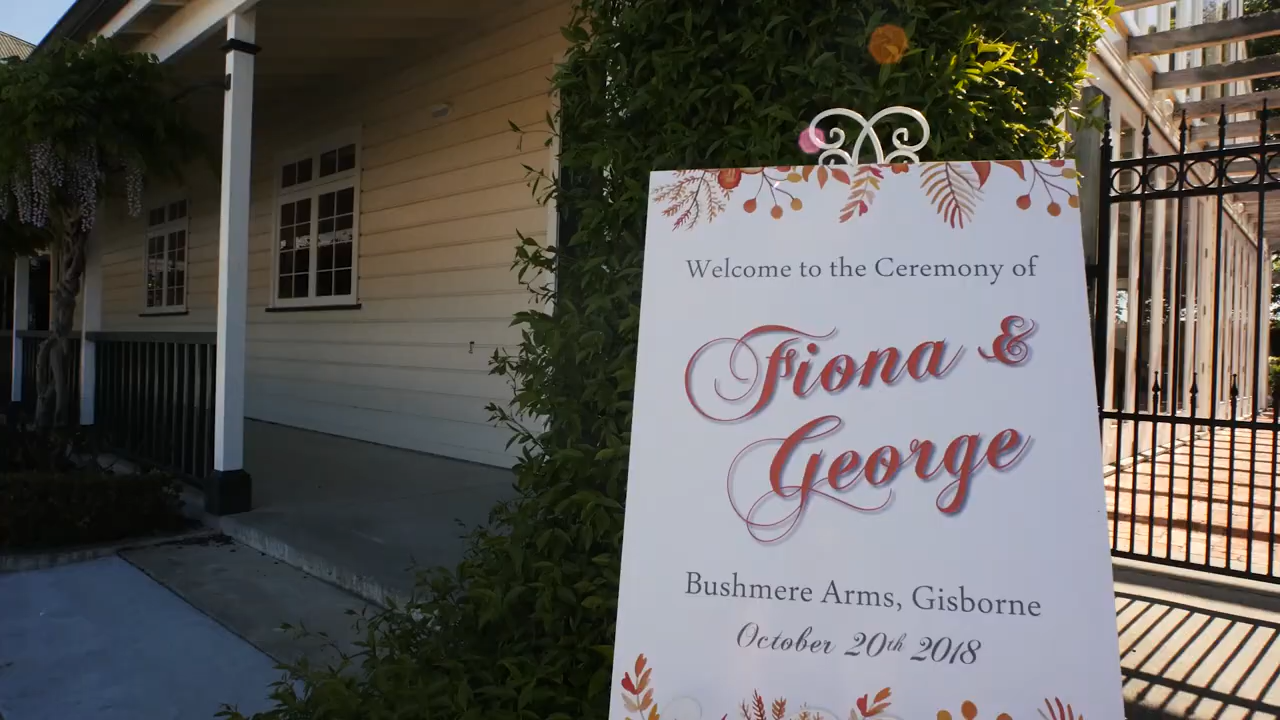 Welcome to the Ceremony of
Fiona &
George
Bushmere Arms, Gisborne
October 20th 2018